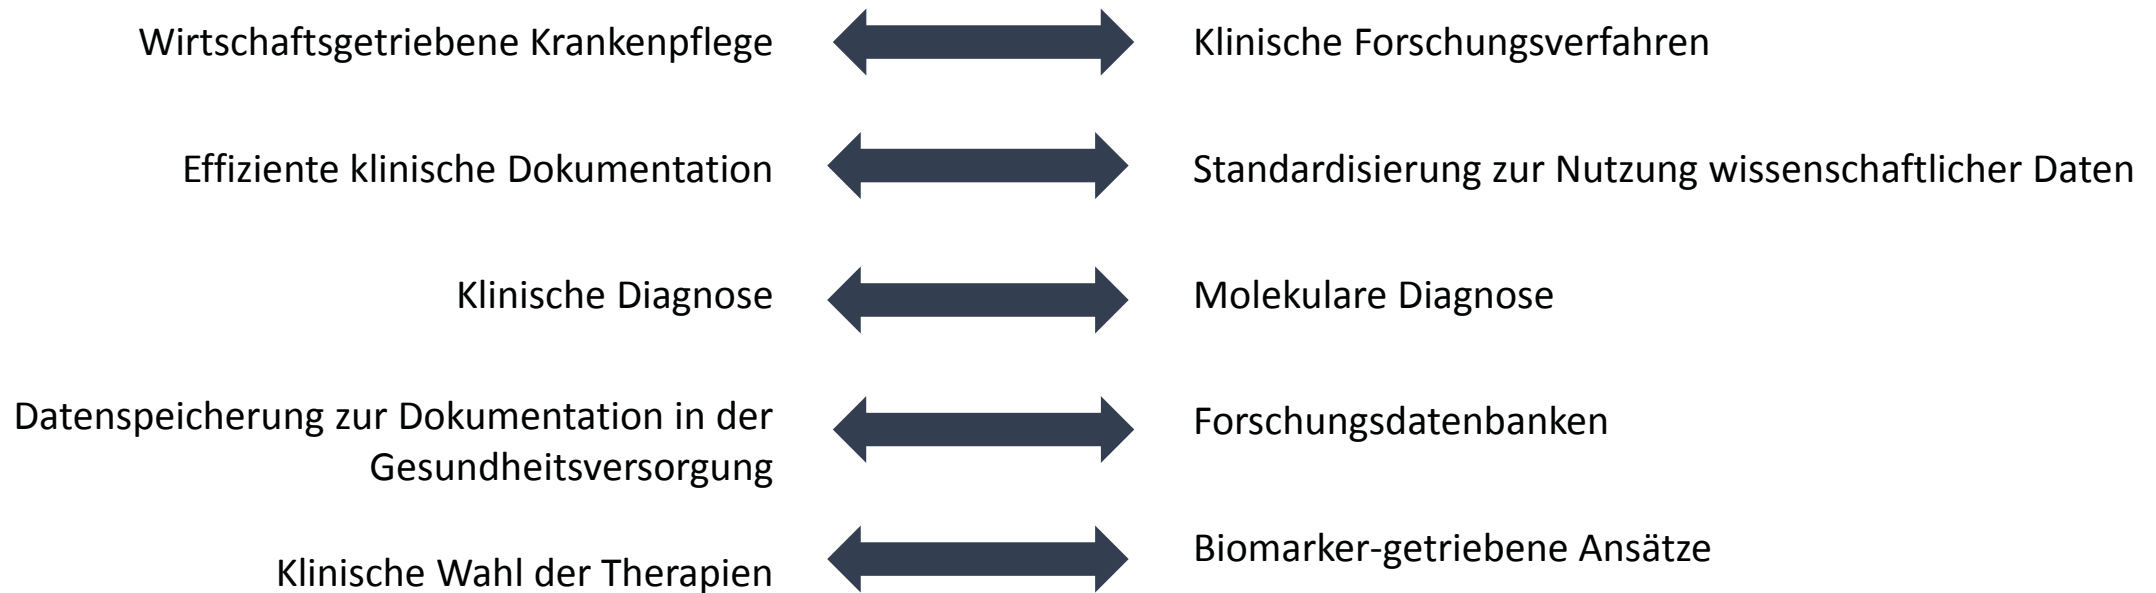 Wirtschaftsgetriebene Krankenpflege
Klinische Forschungsverfahren
Effiziente klinische Dokumentation
Standardisierung zur Nutzung wissenschaftlicher Daten
Klinische Diagnose
Molekulare Diagnose
Datenspeicherung zur Dokumentation in der
Gesundheitsversorgung
Forschungsdatenbanken
Klinische Wahl der Therapien
Biomarker-getriebene Ansätze